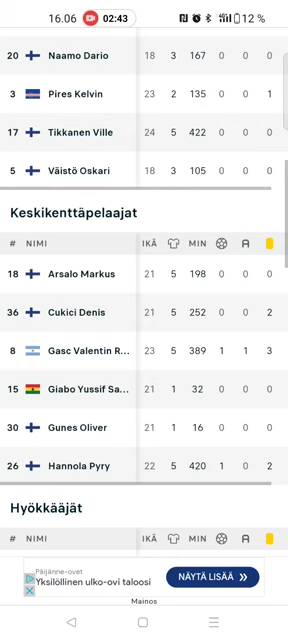 16.06 02:43 12 %
20 Naamo Dario 18 3 167 0 0 0
3 Pires Kelvin 23 2 135 0 0 1
17 Tikkanen Ville 24 5 422 0 0 0
5 Väistö Oskari 18 3 105 0 0 0
Keskikenttäpelaajat
# NIMI IKÄ MIN
18 Arsalo Markus 21 5 198 0 0 0
36 Cukici Denis 21 5 252 0 0 2
8 Gasc Valentin R... 23 5 389 1 1 3
15 Giabo Yussif Sa... 21 1 32 0 0 0
30 Gunes Oliver 21 1 16 0 0 0
26 Hannola Pyry 22 5 420 1 0 2
Hyökkääjät
# NIMI IKÄ MIN
Päijänne-ovet
Yksilöllinen ulko-ovi taloosi
NÄYTÄ LISÄÄ
Mainos